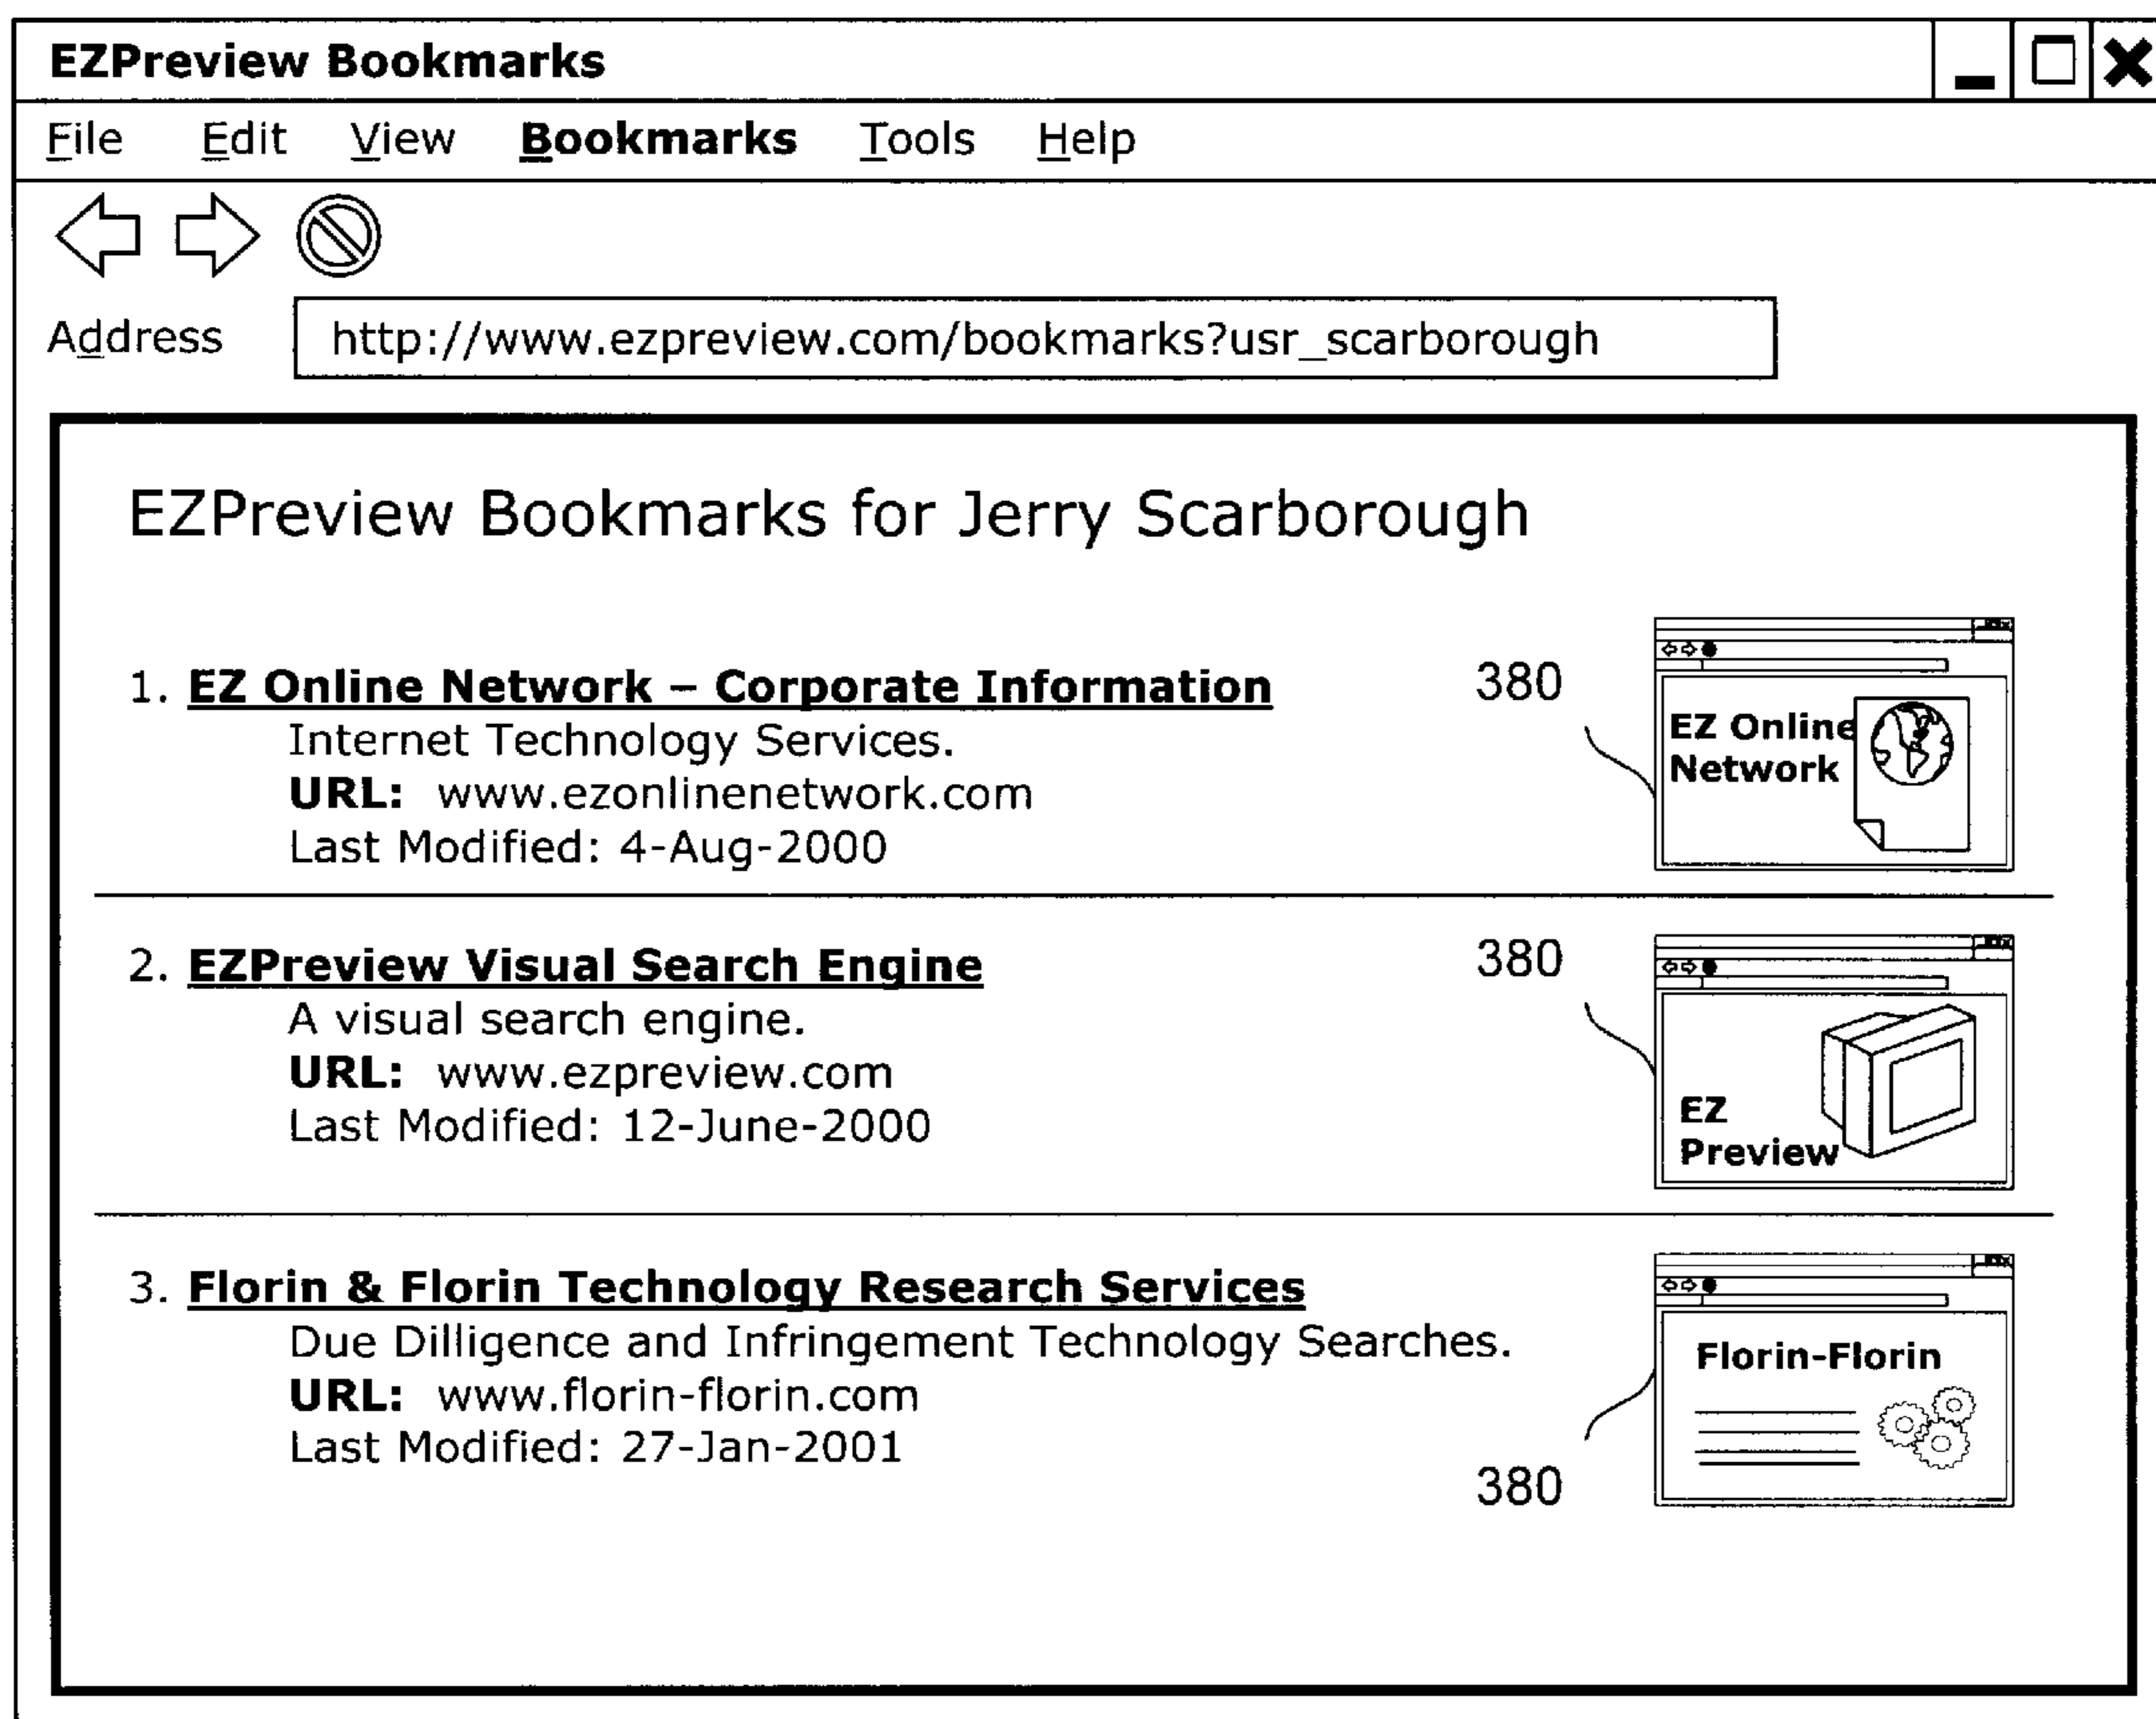 EZPreview Bookmarks
File Edit View Bookmarks Tools Help
Address http://www.ezpreview.com/bookmarks?usr_scarborough
EZPreview Bookmarks for Jerry Scarborough
1. EZ Online Network – Corporate Information
Internet Technology Services.
URL: www.ezonlinenetwork.com
Last Modified: 4-Aug-2000
380
EZ Online
Network
2. EZPreview Visual Search Engine
A visual search engine.
URL: www.ezpreview.com
Last Modified: 12-June-2000
380
EZ
Preview
3. Florin & Florin Technology Research Services
Due Dilligence and Infringement Technology Searches.
URL: www.florin-florin.com
Last Modified: 27-Jan-2001
380
Florin-Florin